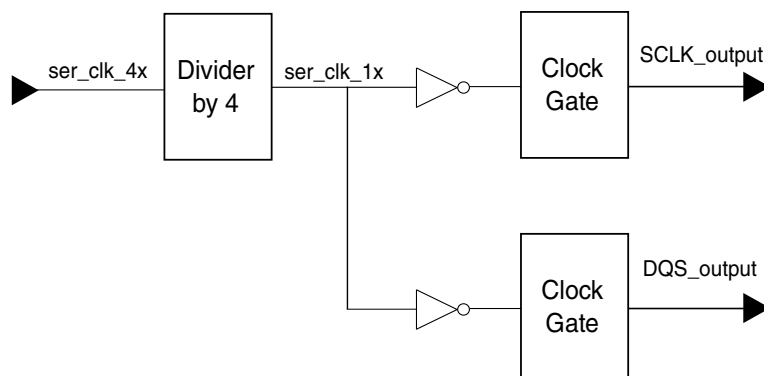 ser_clk_4x
Divider
by 4
ser_clk_1x
Clock
Gate
SCLK_output
Clock
Gate
DQS_output